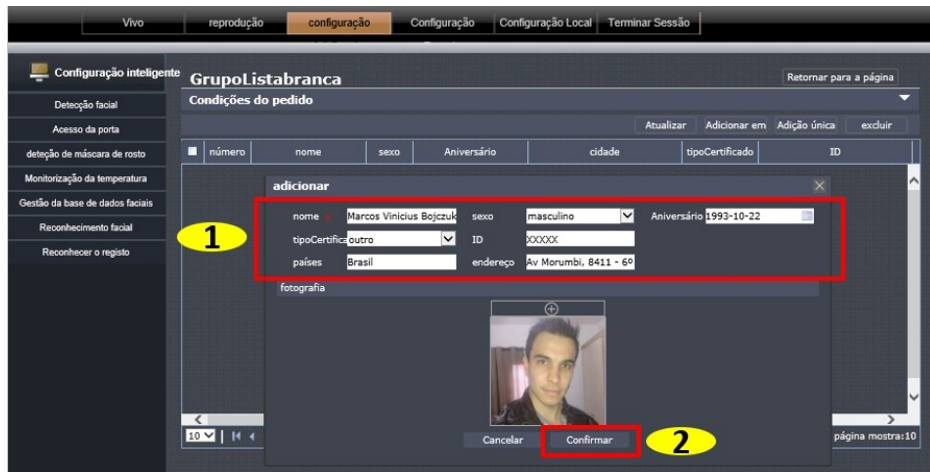 Vivo reprodução configuração Configuração Configuração Local Terminar Sessão
Configuração inteligente
GrupoListabranca
Retornar para a página
Detecção facial
Condições do pedido
Acesso da porta
Atualizar Adicionar em Adição única excluir
deteção de máscara de rosto
número nome sexo Aniversário cidade tipoCertificado ID
Monitorização da temperatura
adicionar
Gestão da base de dados faciais
nome Marcos Vinicius Bojczuk sexo masculino Aniversário 1993-10-22
Reconhecimento facial
1
tipoCertifica outro ID XXXXX
Reconhecer o registo
países Brasil endereço Av Morumbi, 8411 - 6º
fotografia
Cancelar Confirmar
2
10
página mostra:10